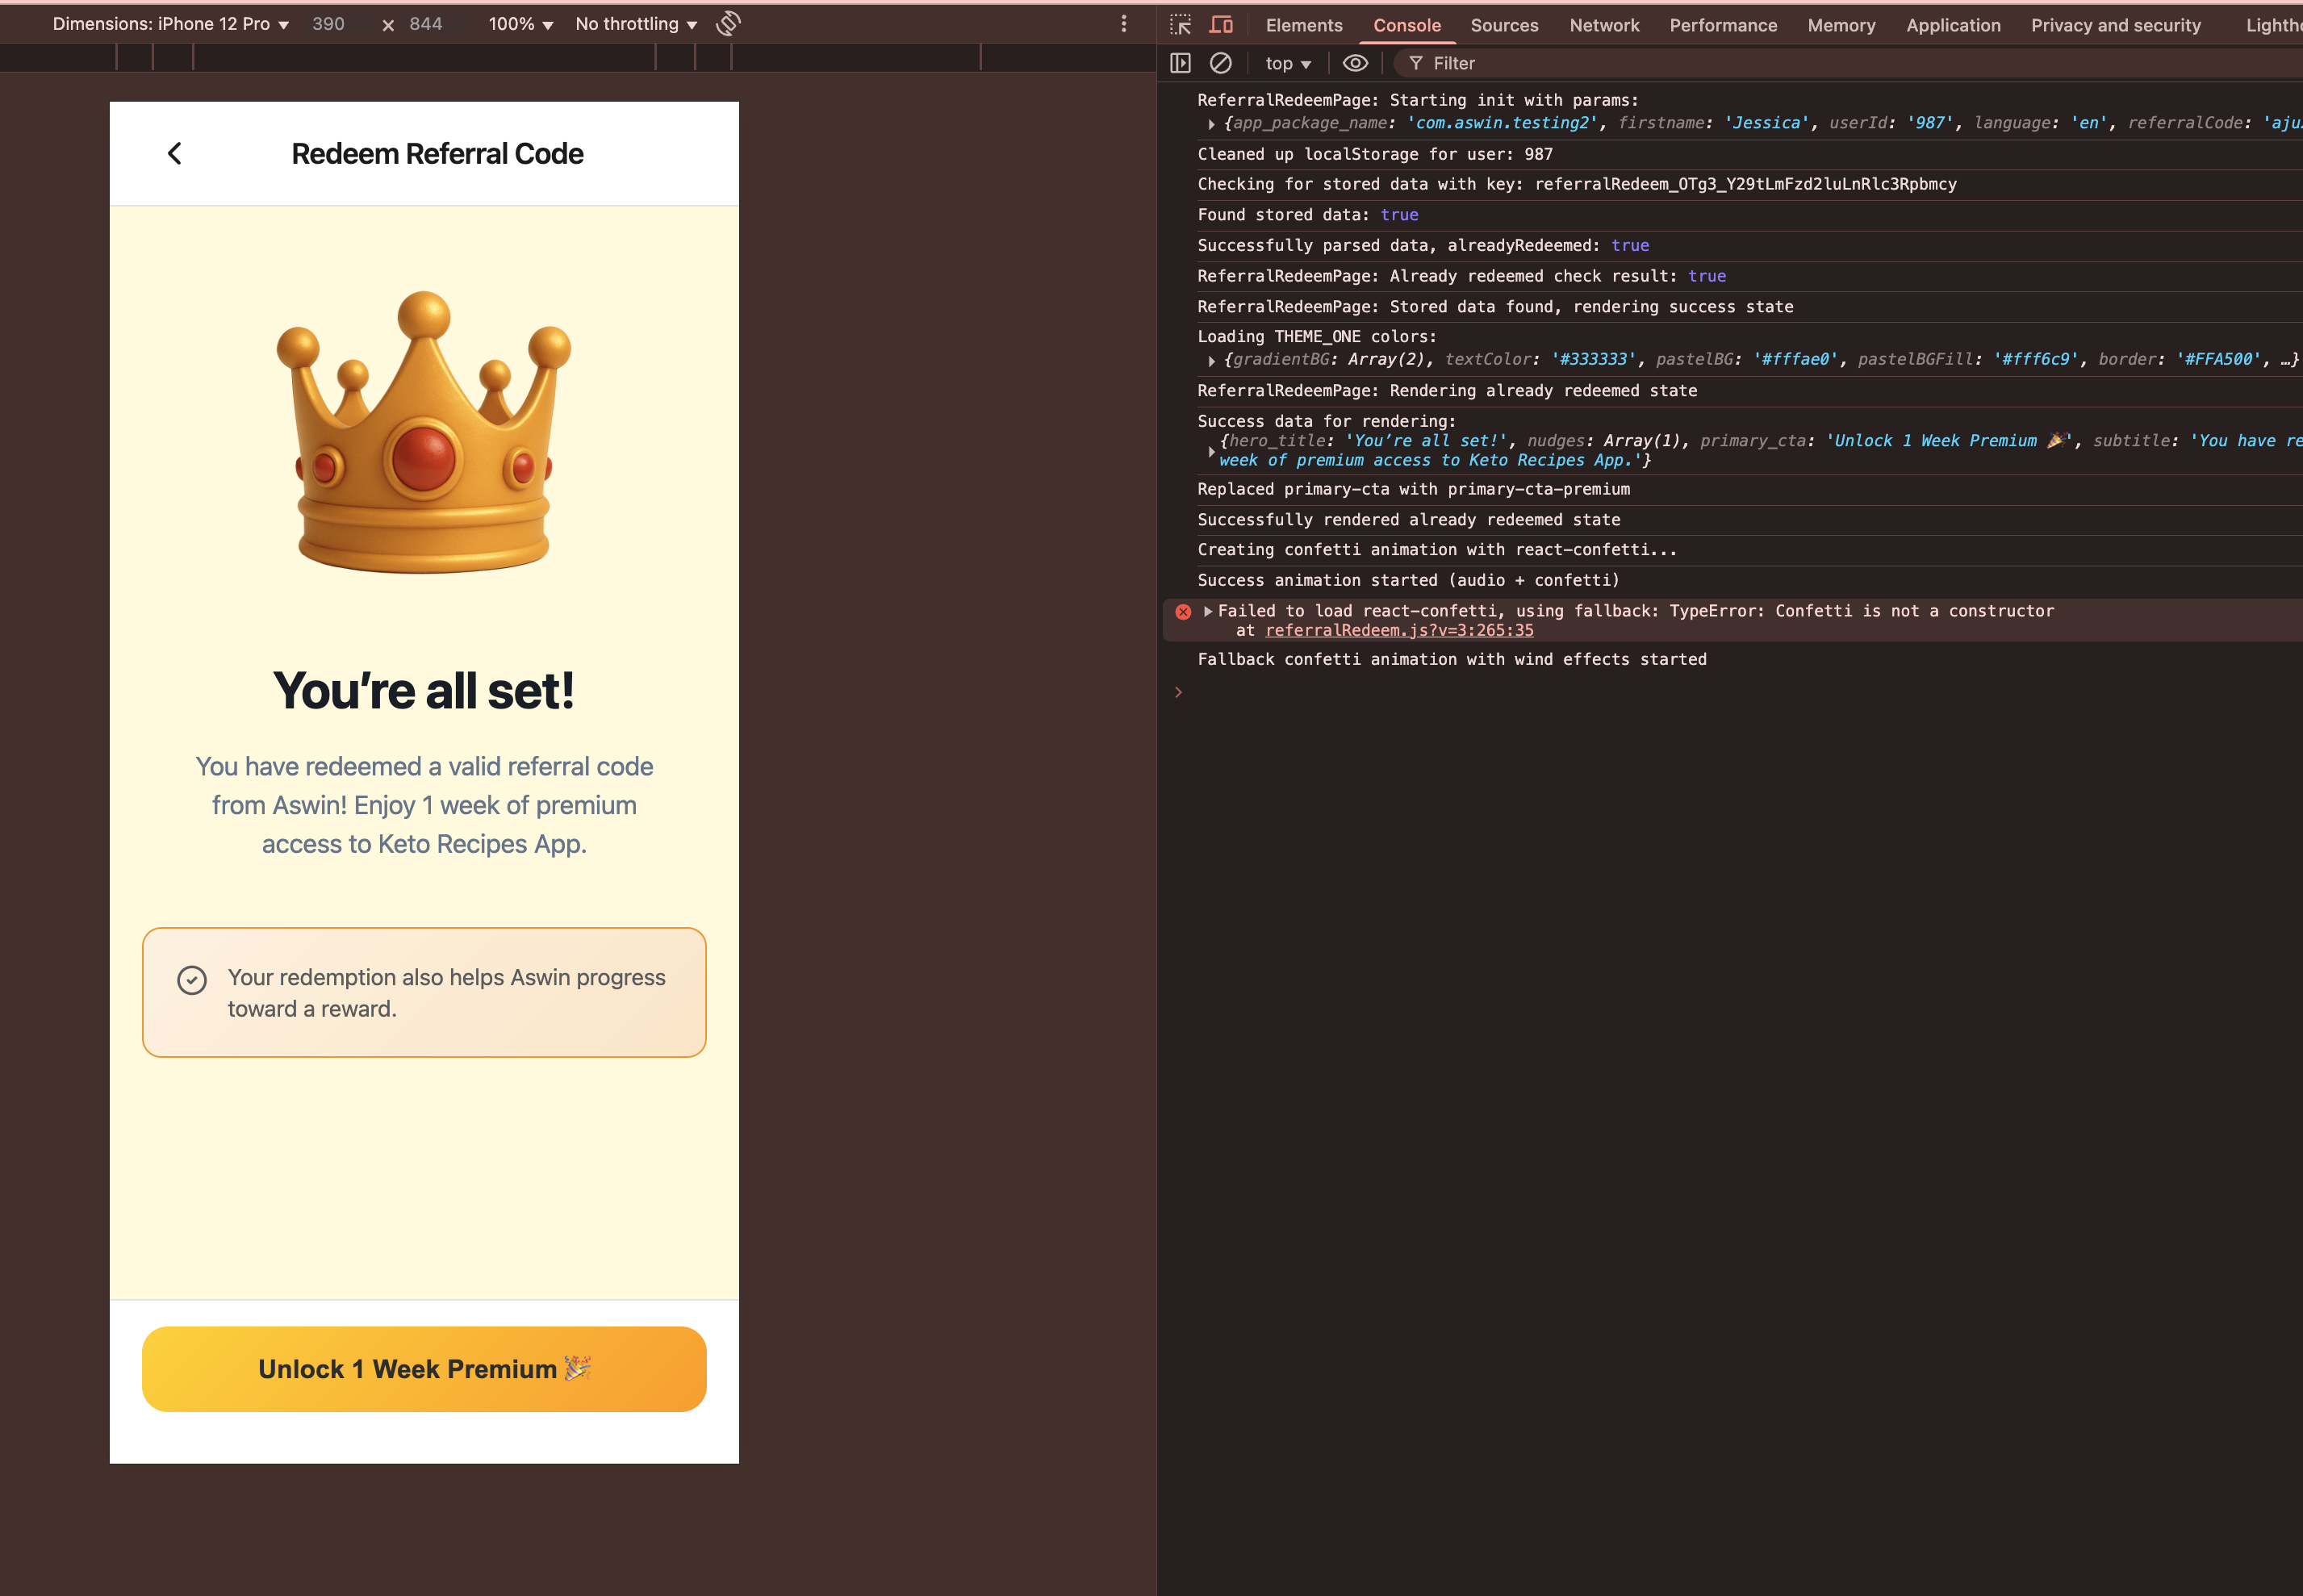 Dimensions: iPhone 12 Pro 390 × 844 100% No throttling
Elements Console Sources Network Performance Memory Application Privacy and security
top Filter
Redeem Referral Code
You’re all set!
You have redeemed a valid referral code
from Aswin! Enjoy 1 week of premium
access to Keto Recipes App.
Your redemption also helps Aswin progress
toward a reward.
Unlock 1 Week Premium 🎉
ReferralRedeemPage: Starting init with params:
{app_package_name: 'com.aswin.testing2', firstname: 'Jessica', userId: '987', language: 'en', referralCode:
Cleaned up localStorage for user: 987
Checking for stored data with key: referralRedeem_OTg3_Y29tLmFzd2luLnRlc3Rpbmcy
Found stored data: true
Successfully parsed data, alreadyRedeemed: true
ReferralRedeemPage: Already redeemed check result: true
ReferralRedeemPage: Stored data found, rendering success state
Loading THEME_ONE colors:
{gradientBG: Array(2), textColor: '#333333', pastelBG: '#fffae0', pastelBGFill: '#fff6c9', border: '#FFA500', …}
ReferralRedeemPage: Rendering already redeemed state
Success data for rendering:
{hero_title: 'You’re all set!', nudges: Array(1), primary_cta: 'Unlock 1 Week Premium 🎉', subtitle: 'You have re
week of premium access to Keto Recipes App.'}
Replaced primary-cta with primary-cta-premium
Successfully rendered already redeemed state
Creating confetti animation with react-confetti...
Success animation started (audio + confetti)
Failed to load react-confetti, using fallback: TypeError: Confetti is not a constructor
at referralRedeem.js?v=3:265:35
Fallback confetti animation with wind effects started